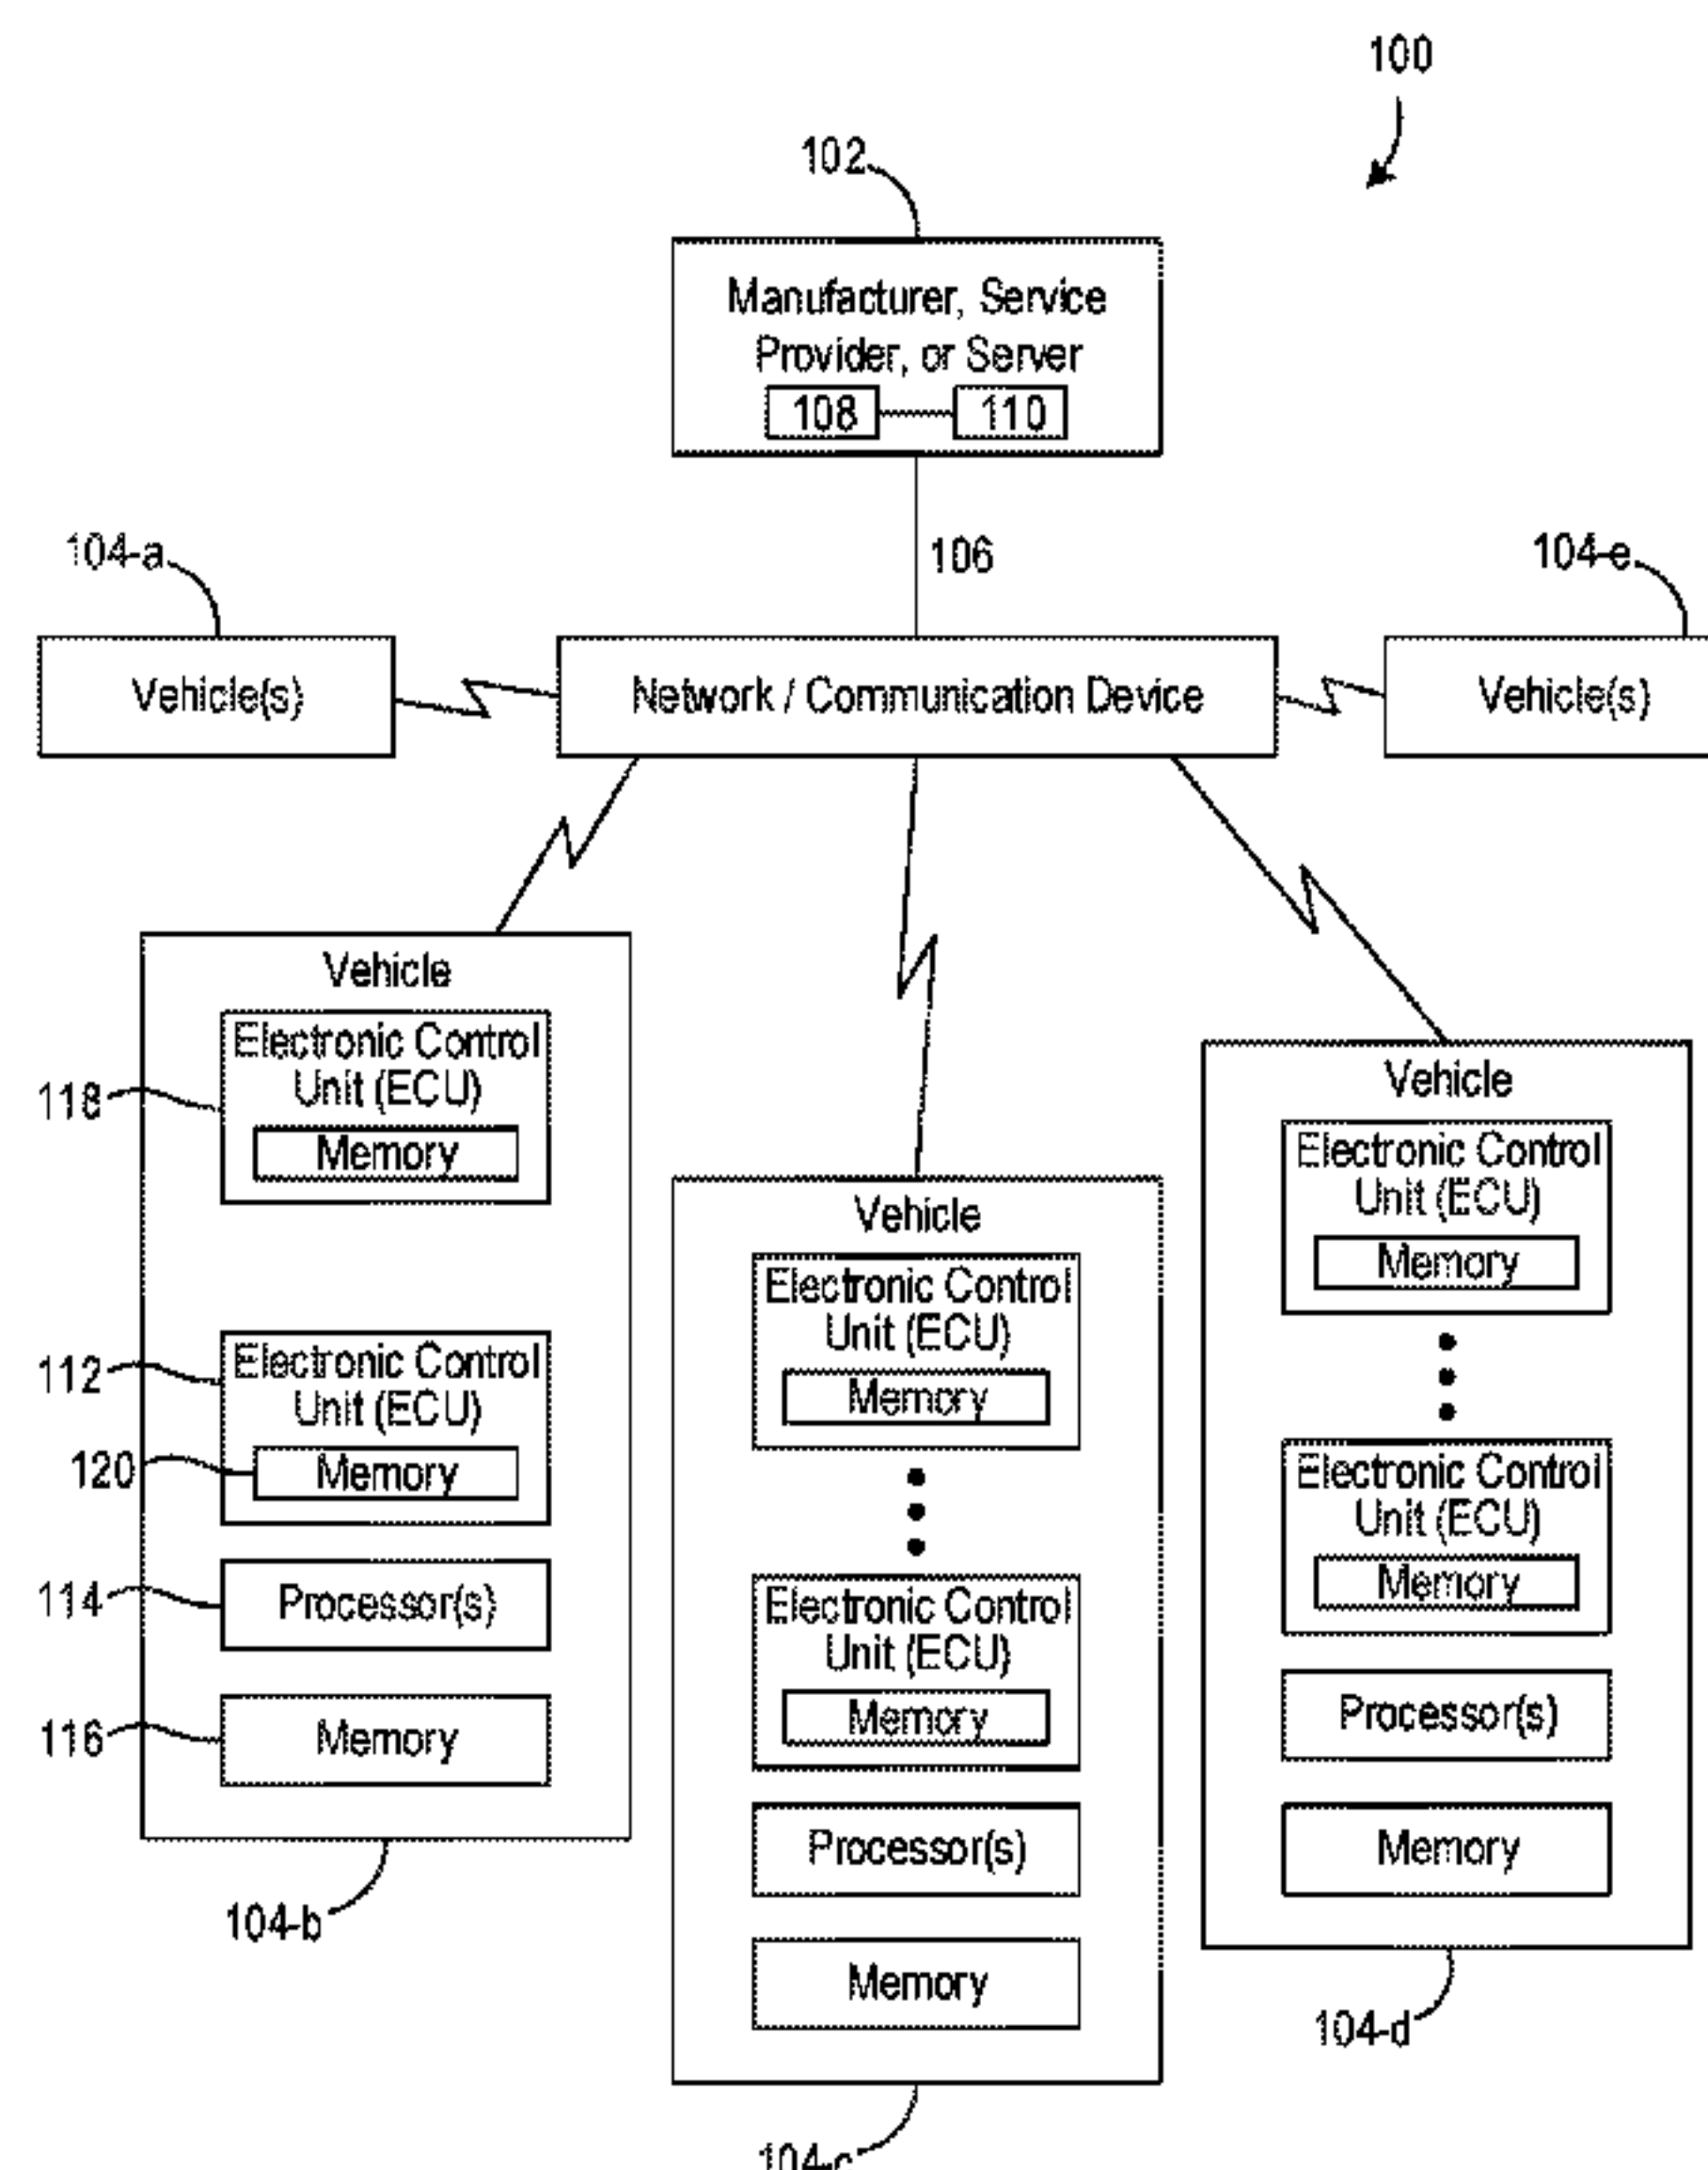 100
102
Manufacturer, Service
Provider, or Server
108
110
106
104-a
104-e
Vehicle(s)
Network / Communication Device
Vehicle(s)
Vehicle
Electronic Control
Unit (ECU)
Memory
118
Electronic Control
Unit (ECU)
Memory
112
120
Processor(s)
114
Memory
116
104-b
Vehicle
Electronic Control
Unit (ECU)
Memory
Electronic Control
Unit (ECU)
Memory
Processor(s)
Memory
104-c
Vehicle
Electronic Control
Unit (ECU)
Memory
Electronic Control
Unit (ECU)
Memory
Processor(s)
Memory
104-d